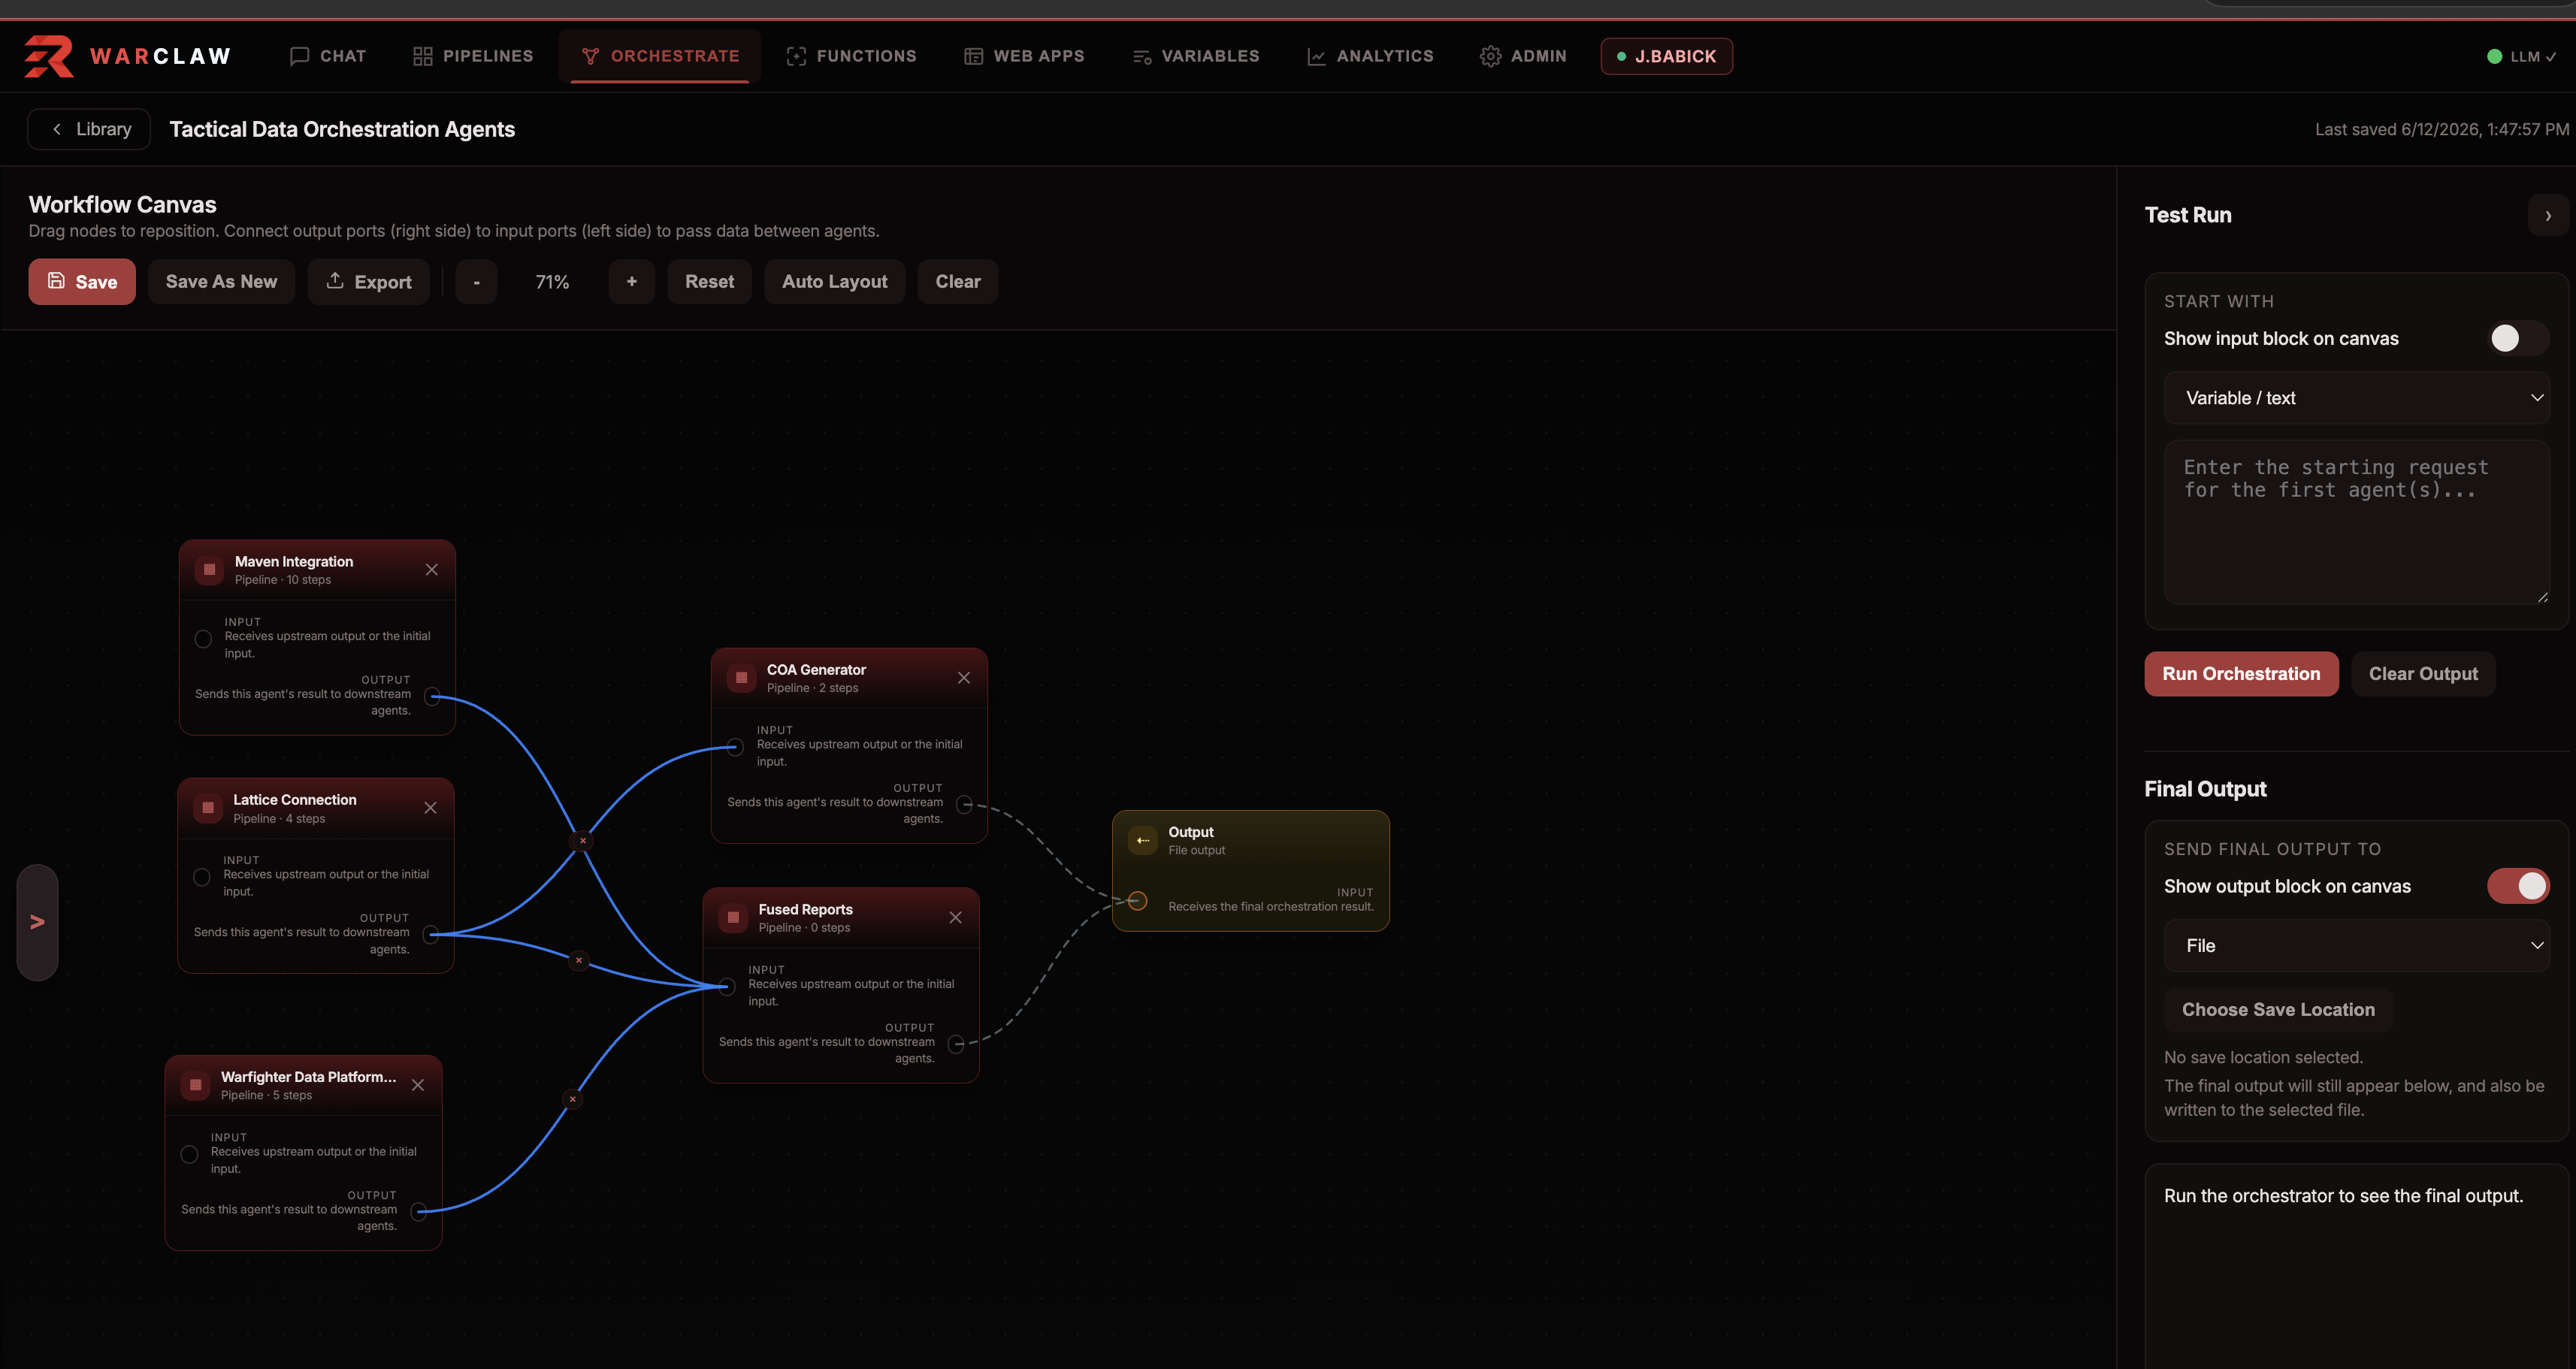 WARCLAW
CHAT
PIPELINES
ORCHESTRATE
FUNCTIONS
WEB APPS
VARIABLES
ANALYTICS
ADMIN
J.BABICK
LLM ✓
Library
Tactical Data Orchestration Agents
Last saved 6/12/2026, 1:47:57 PM
Workflow Canvas
Drag nodes to reposition. Connect output ports (right side) to input ports (left side) to pass data between agents.
Save
Save As New
Export
-
71%
+
Reset
Auto Layout
Clear
Maven Integration
Pipeline · 10 steps
INPUT
Receives upstream output or the initial
input.
OUTPUT
Sends this agent's result to downstream
agents.
Lattice Connection
Pipeline · 4 steps
INPUT
Receives upstream output or the initial
input.
OUTPUT
Sends this agent's result to downstream
agents.
Warfighter Data Platform...
Pipeline · 5 steps
INPUT
Receives upstream output or the initial
input.
OUTPUT
Sends this agent's result to downstream
agents.
COA Generator
Pipeline · 2 steps
INPUT
Receives upstream output or the initial
input.
OUTPUT
Sends this agent's result to downstream
agents.
Fused Reports
Pipeline · 0 steps
INPUT
Receives upstream output or the initial
input.
OUTPUT
Sends this agent's result to downstream
agents.
Output
File output
INPUT
Receives the final orchestration result.
Test Run
START WITH
Show input block on canvas
Variable / text
Enter the starting request
for the first agent(s)...
Run Orchestration
Clear Output
Final Output
SEND FINAL OUTPUT TO
Show output block on canvas
File
Choose Save Location
No save location selected.
The final output will still appear below, and also be
written to the selected file.
Run the orchestrator to see the final output.